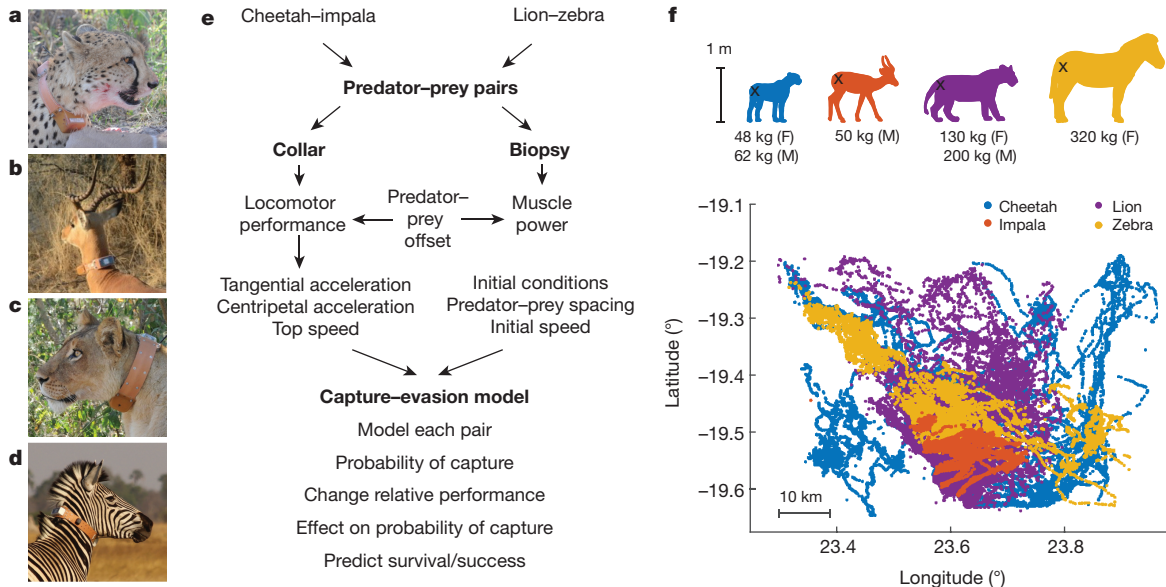 a
b
c
d
e
Cheetah–impala
Lion–zebra
Predator–prey pairs
Collar
Biopsy
Locomotor
performance
Predator–
prey
offset
Muscle
power
Tangential acceleration
Centripetal acceleration
Top speed
Initial conditions
Predator–prey spacing
Initial speed
Capture–evasion model
Model each pair
Probability of capture
Change relative performance
Effect on probability of capture
Predict survival/success
f
1 m
X
X
X
X
48 kg (F)
62 kg (M)
50 kg (M)
130 kg (F)
200 kg (M)
320 kg (F)
Cheetah
Lion
Impala
Zebra
Latitude (°)
–19.1
–19.2
–19.3
–19.4
–19.5
–19.6
10 km
23.4
23.6
23.8
Longitude (°)